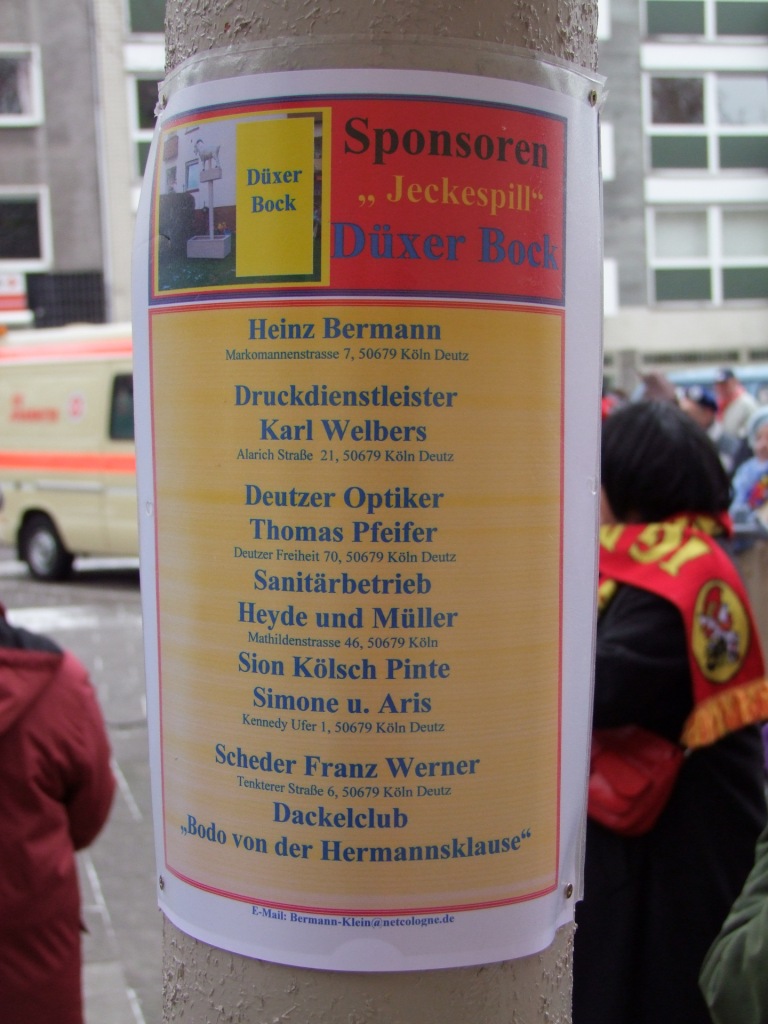 Düxer
Bock
Sponsoren
„ Jeckespill“
Düxer Bock
Heinz Bermann
Markomannenstrasse 7, 50679 Köln Deutz
Druckdienstleister
Karl Welbers
Alarich Straße 21, 50679 Köln Deutz
Deutzer Optiker
Thomas Pfeifer
Deutzer Freiheit 70, 50679 Köln Deutz
Sanitärbetrieb
Heyde und Müller
Mathildenstrasse 46, 50679 Köln
Sion Kölsch Pinte
Simone u. Aris
Kennedy Ufer 1, 50679 Köln Deutz
Scheder Franz Werner
Tenkterer Straße 6, 50679 Köln Deutz
Dackelclub
„Bodo von der Hermannsklause“
E-Mail: Bermann-Klein@netcologne.de